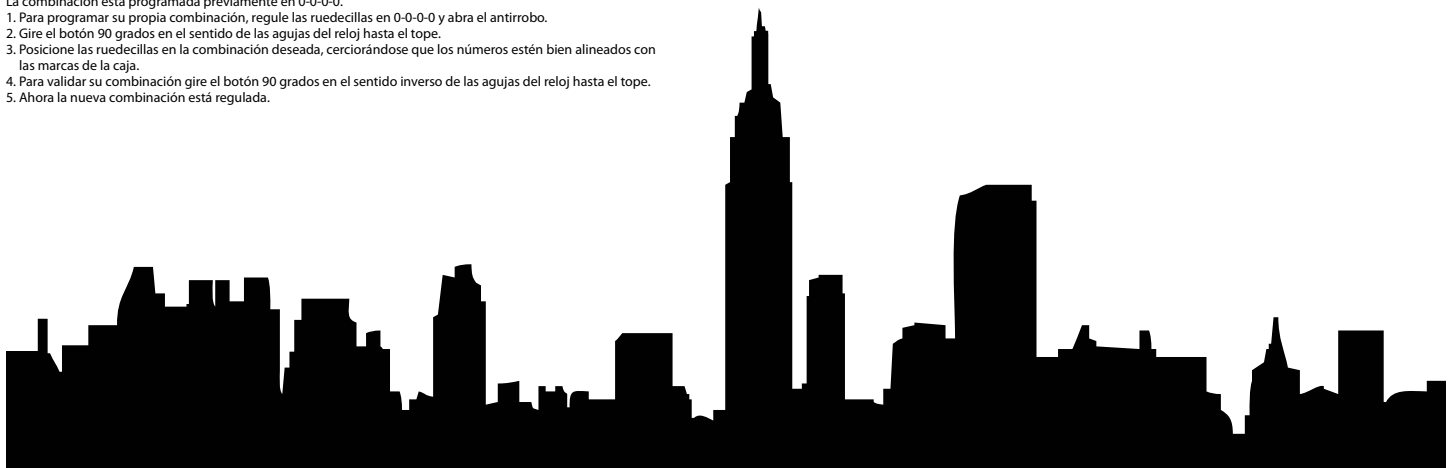 La combinación está programada previamente en 0-0-0-0.
1. Para programar su propia combinación, regule las ruedecillas en 0-0-0-0 y abra el antirrobo.
2. Gire el botón 90 grados en el sentido de las agujas del reloj hasta el tope.
3. Posicione las ruedecillas en la combinación deseada, cerciorándose que los números estén bien alineados con
las marcas de la caja.
4. Para validar su combinación gire el botón 90 grados en el sentido inverso de las agujas del reloj hasta el tope.
5. Ahora la nueva combinación está regulada.